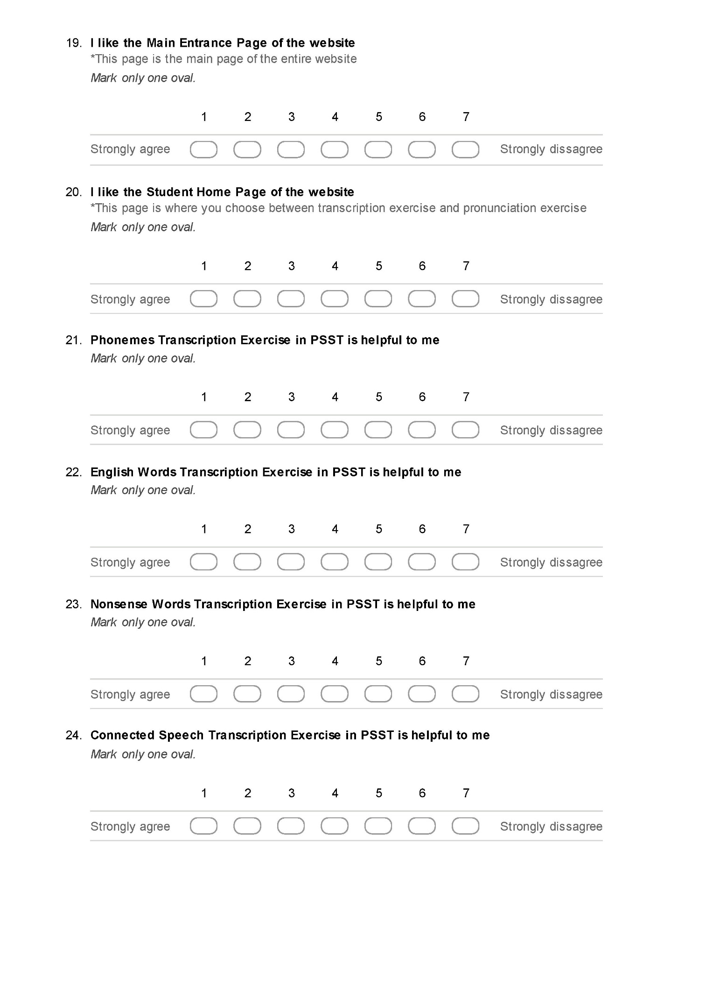 19. I like the Main Entrance Page of the website
*This page is the main page of the entire website
Mark only one oval.
1 2 3 4 5 6 7
Strongly agree Strongly dissagree
20. I like the Student Home Page of the website
*This page is where you choose between transcription exercise and pronunciation exercise
Mark only one oval.
1 2 3 4 5 6 7
Strongly agree Strongly dissagree
21. Phonemes Transcription Exercise in PSST is helpful to me
Mark only one oval.
1 2 3 4 5 6 7
Strongly agree Strongly dissagree
22. English Words Transcription Exercise in PSST is helpful to me
Mark only one oval.
1 2 3 4 5 6 7
Strongly agree Strongly dissagree
23. Nonsense Words Transcription Exercise in PSST is helpful to me
Mark only one oval.
1 2 3 4 5 6 7
Strongly agree Strongly dissagree
24. Connected Speech Transcription Exercise in PSST is helpful to me
Mark only one oval.
1 2 3 4 5 6 7
Strongly agree Strongly dissagree